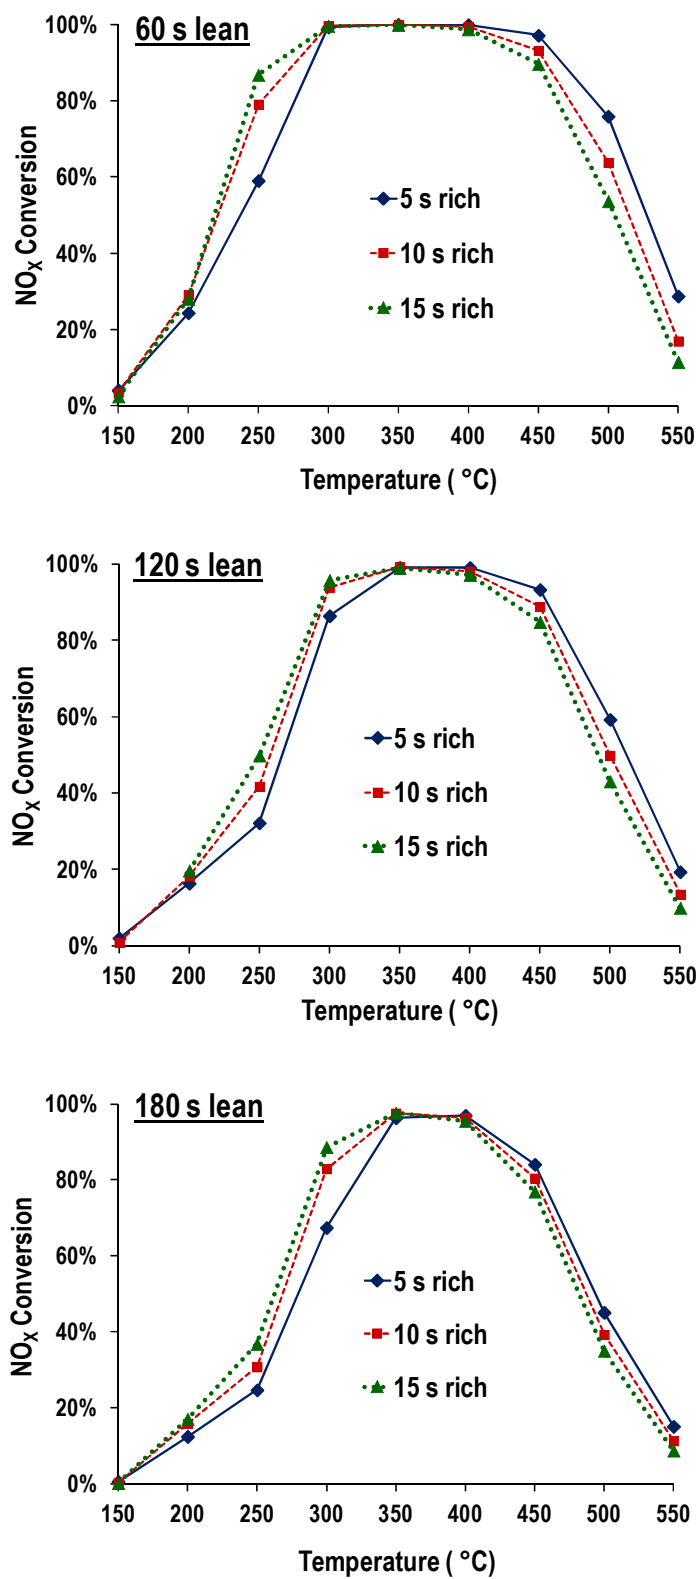 60 s lean
100%
80%
60%
40%
20%
0%
NOX Conversion
5 s rich
10 s rich
15 s rich
150 200 250 300 350 400 450 500 550
Temperature ( °C)
120 s lean
100%
80%
60%
40%
20%
0%
NOX Conversion
5 s rich
10 s rich
15 s rich
150 200 250 300 350 400 450 500 550
Temperature ( °C)
180 s lean
100%
80%
60%
40%
20%
0%
NOX Conversion
5 s rich
10 s rich
15 s rich
150 200 250 300 350 400 450 500 550
Temperature ( °C)